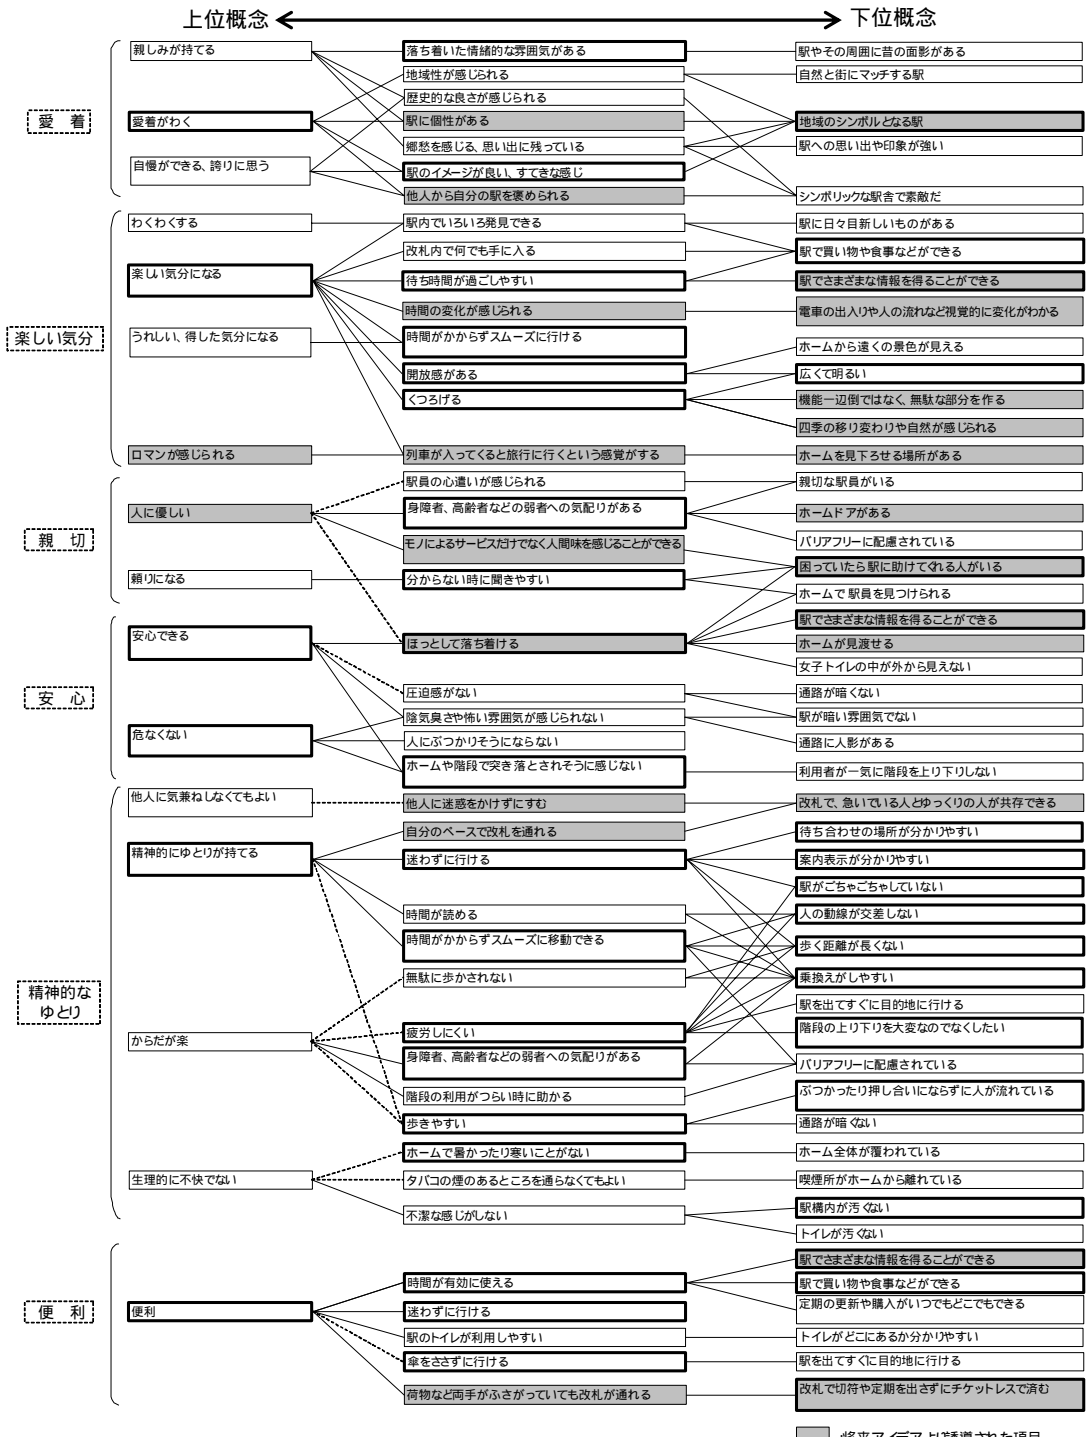 上位概念 下位概念
愛 着
親しみが持てる
愛着がわく
自慢ができる、誇りに思う
落ち着いた情緒的な雰囲気がある
地域性が感じられる
歴史的な良さが感じられる
駅に個性がある
郷愁を感じる、思い出に残っている
駅のイメージが良い、すてきな感じ
他人から自分の駅を褒められる
駅やその周囲に昔の面影がある
自然と街にマッチする駅
地域のシンボルとなる駅
駅への思い出や印象が強い
シンボリックな駅舎で素敵だ
楽しい気分
わくわくする
楽しい気分になる
うれしい、得した気分になる
ロマンが感じられる
駅内でいろいろ発見できる
改札内で何でも手に入る
待ち時間が過ごしやすい
時間の変化が感じられる
時間がかからずスムーズに行ける
開放感がある
くつろげる
列車が入ってくると旅行に行くという感覚がする
駅に日々目新しいものがある
駅で買い物や食事などができる
駅でさまざまな情報を得ることができる
電車の出入りや人の流れなど視覚的に変化がわかる
ホームから遠くの景色が見える
広くて明るい
機能一辺倒ではなく、無駄な部分を作る
四季の移り変わりや自然が感じられる
ホームを見下ろせる場所がある
親 切
人に優しい
頼りになる
駅員の心遣いが感じられる
身障者、高齢者などの弱者への気配りがある
モノによるサービスだけでなく人間味を感じることができる
分からない時に聞きやすい
親切な駅員がいる
ホームドアがある
バリアフリーに配慮されている
困っていたら駅に助けてくれる人がいる
ホームで駅員を見つけられる
安 心
安心できる
危なくない
ほっとして落ち着ける
圧迫感がない
陰気臭さや怖い雰囲気が感じられない
人にぶつかりそうにならない
ホームや階段で突き落とされそうに感じない
駅でさまざまな情報を得ることができる
ホームが見渡せる
女子トイレの中が外から見えない
通路が暗くない
駅が暗い雰囲気でない
通路に人影がある
利用者が一気に階段を上り下りしない
精神的な
ゆとり
他人に気兼ねしなくてもよい
精神的にゆとりが持てる
からだが楽
生理的に不快でない
他人に迷惑をかけずにすむ
自分のペースで改札を通れる
迷わずに行ける
時間が読める
時間がかからずスムーズに移動できる
無駄に歩かされない
疲労しにくい
身障者、高齢者などの弱者への気配りがある
階段の利用がつらい時に助かる
歩きやすい
ホームで暑かったり寒いことがない
タバコの煙のあるところを通らなくてもよい
不潔な感じがしない
改札で、急いでいる人とゆっくりの人が共存できる
待ち合わせの場所が分かりやすい
案内表示が分かりやすい
駅がごちゃごちゃしていない
人の動線が交差しない
歩く距離が長くない
乗換えがしやすい
駅を出てすぐに目的地に行ける
階段の上り下りを大変なのでなくしたい
バリアフリーに配慮されている
ぶつかったり押し合いにならずに人が流れている
通路が暗くない
ホーム全体が覆われている
喫煙所がホームから離れている
駅構内が汚くない
トイレが汚くない
便 利
便利
時間が有効に使える
迷わずに行ける
駅のトイレが利用しやすい
傘をささずに行ける
荷物など両手がふさがっていても改札が通れる
駅でさまざまな情報を得ることができる
駅で買い物や食事などができる
定期の更新や購入がいつでもどこでもできる
トイレがどこにあるか分かりやすい
駅を出てすぐに目的地に行ける
改札で切符や定期を出さずにチケットレスで済む